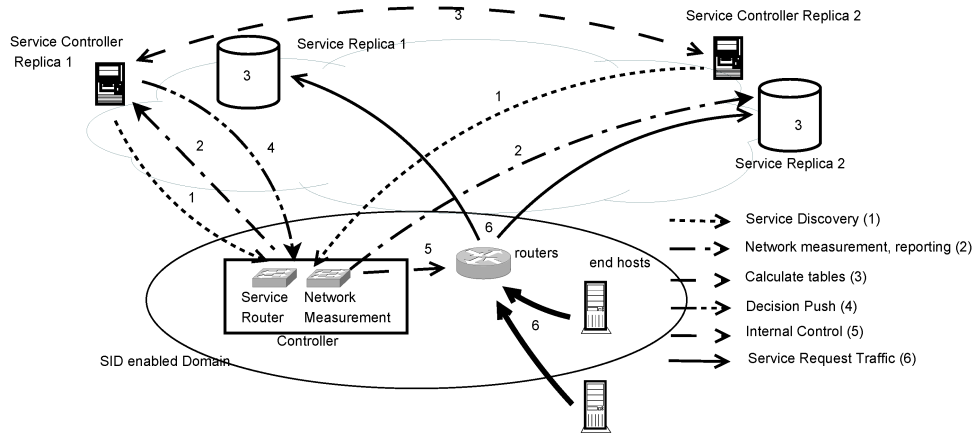 3
Service Controller Replica 2
Service Controller
Replica 1
Service Replica 1
3
1
3
2
4
2
Service Replica 2
1
6
Service Discovery (1)
5
routers
Network measurement, reporting (2)
end hosts
Calculate tables (3)
Service
Router
Network
Measurement
Decision Push (4)
6
Internal Control (5)
Controller
SID enabled Domain
Service Request Traffic (6)